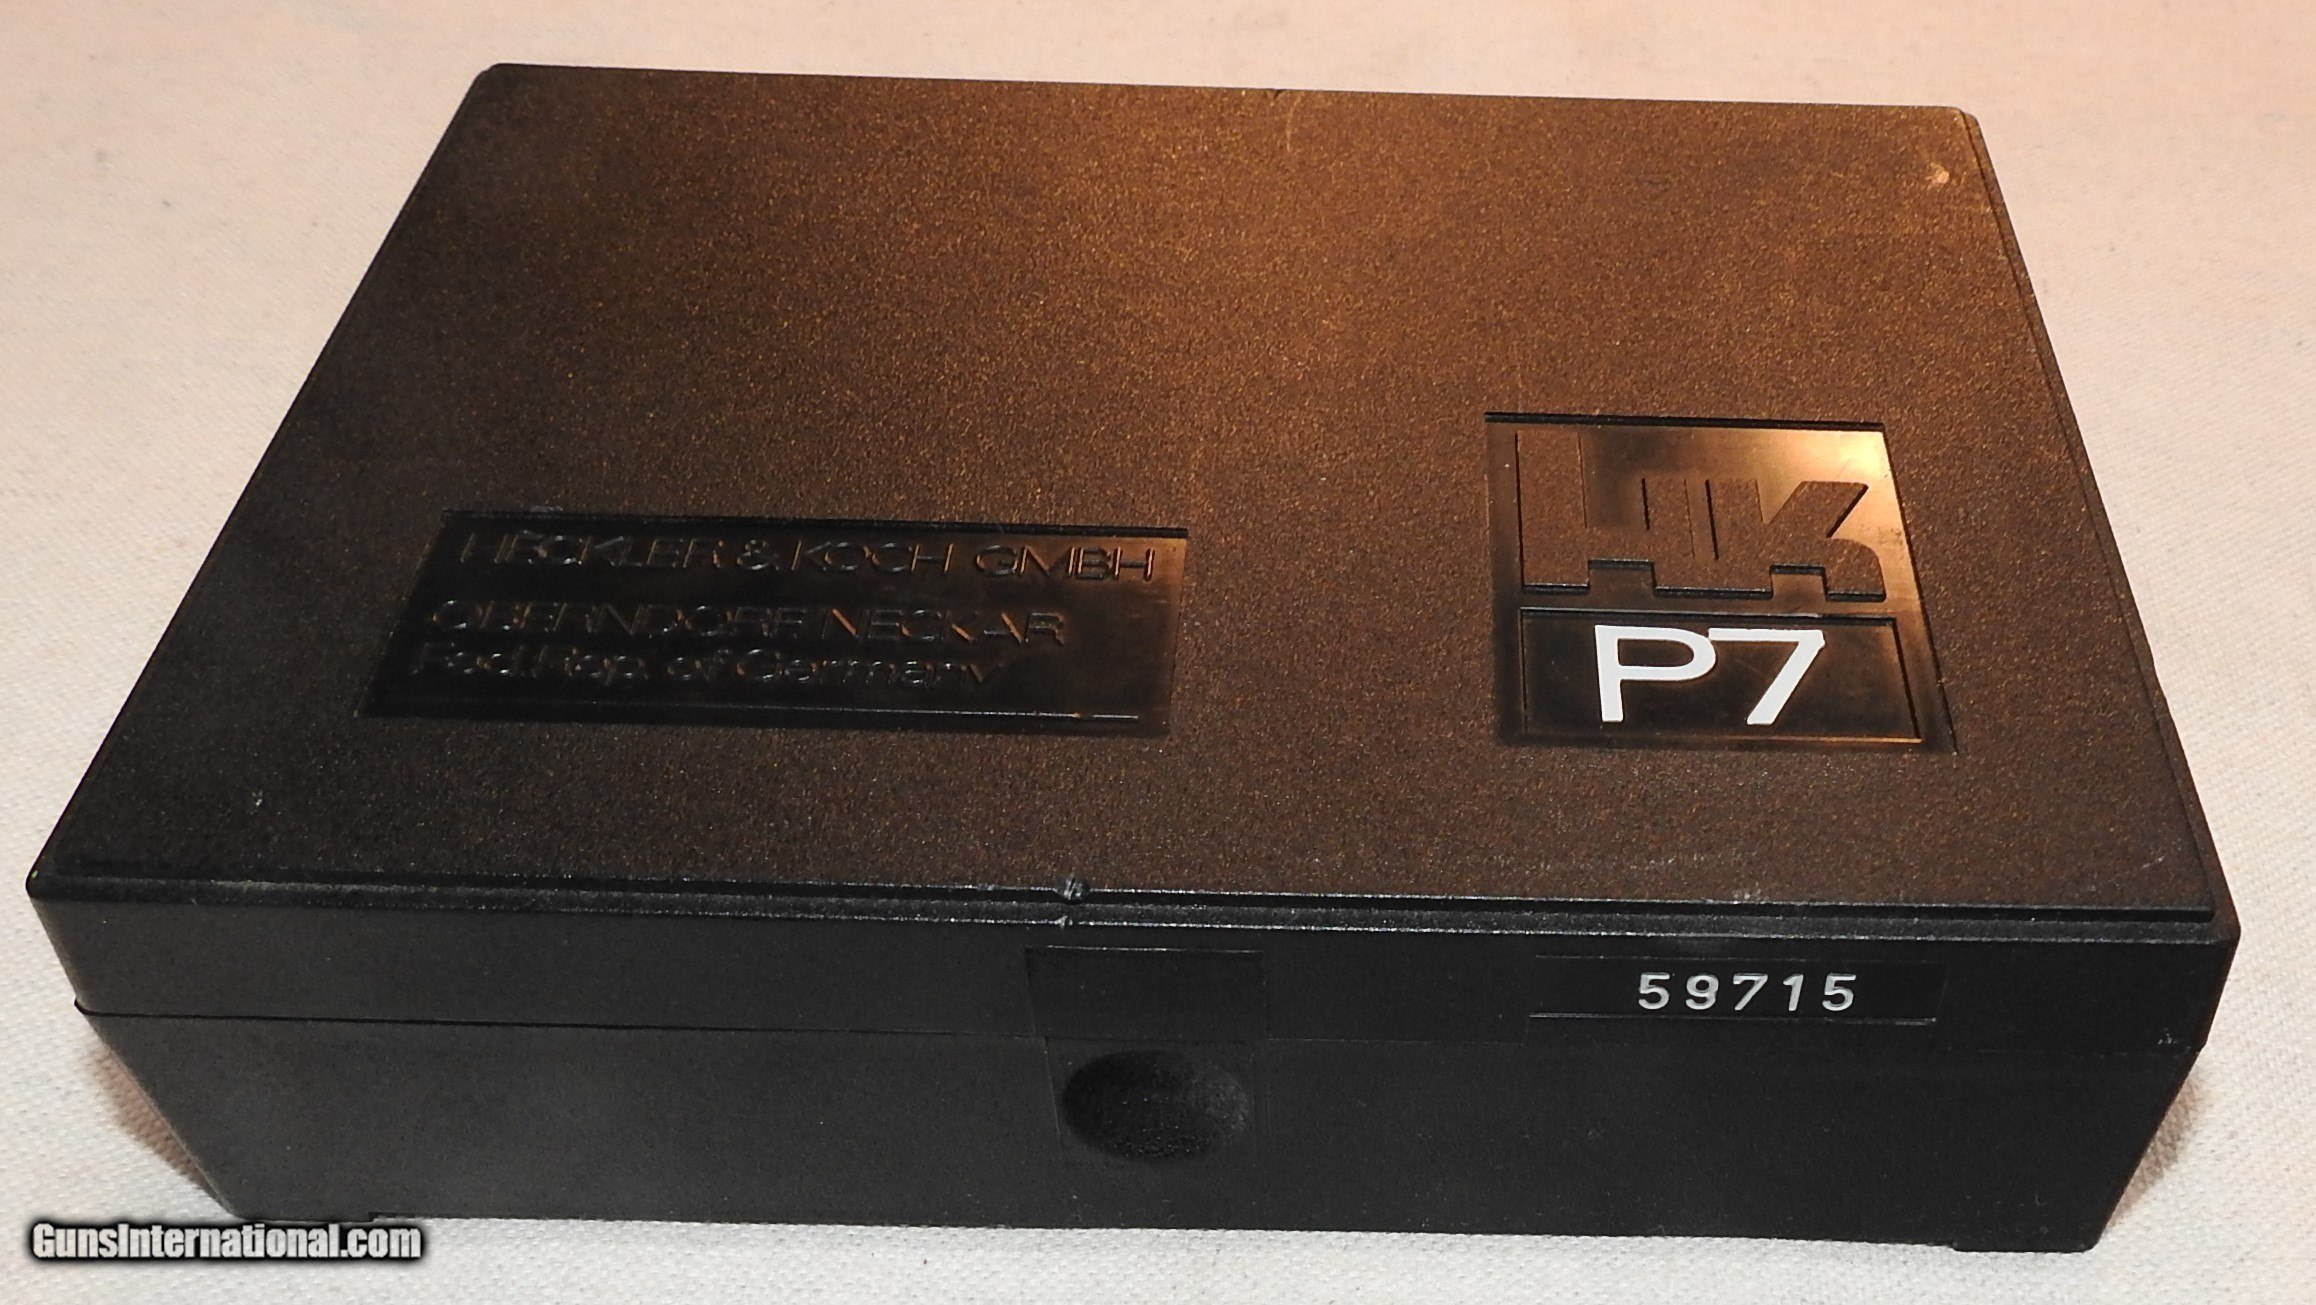 HECKLER & KOCH GMBH
OBERNDORF NECKAR
Fed. Rep. of Germany
HK
P7
59715
GunsInternational.com